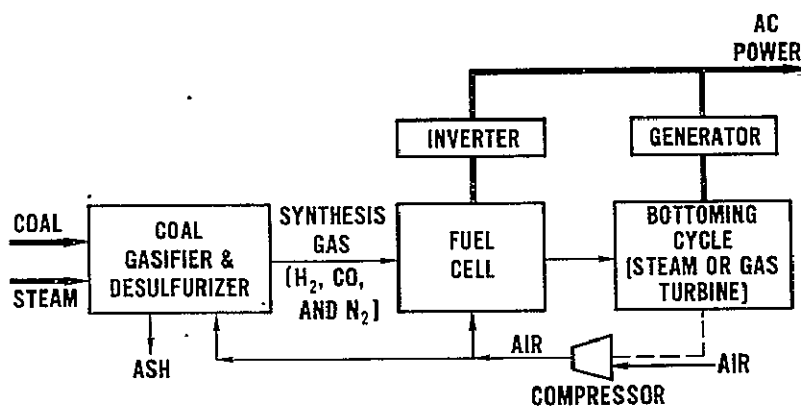 AC
POWER
INVERTER
GENERATOR
COAL
STEAM
COAL
GASIFIER &
DESULFURIZER
SYNTHESIS
GAS
(H₂, CO,
AND N₂)
FUEL
CELL
BOTTOMING
CYCLE
(STEAM OR GAS
TURBINE)
ASH
AIR
AIR
COMPRESSOR